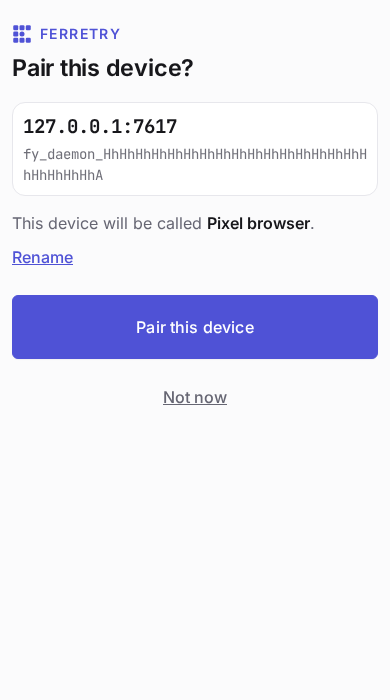 FERRETRY
Pair this device?
127.0.0.1:7617
fy_daemon_HhHhHhHhHhHhHhHhHhHhHhHhHhHhHhHhH
hHhHhHhHhA
This device will be called Pixel browser.
Rename
Pair this device
Not now